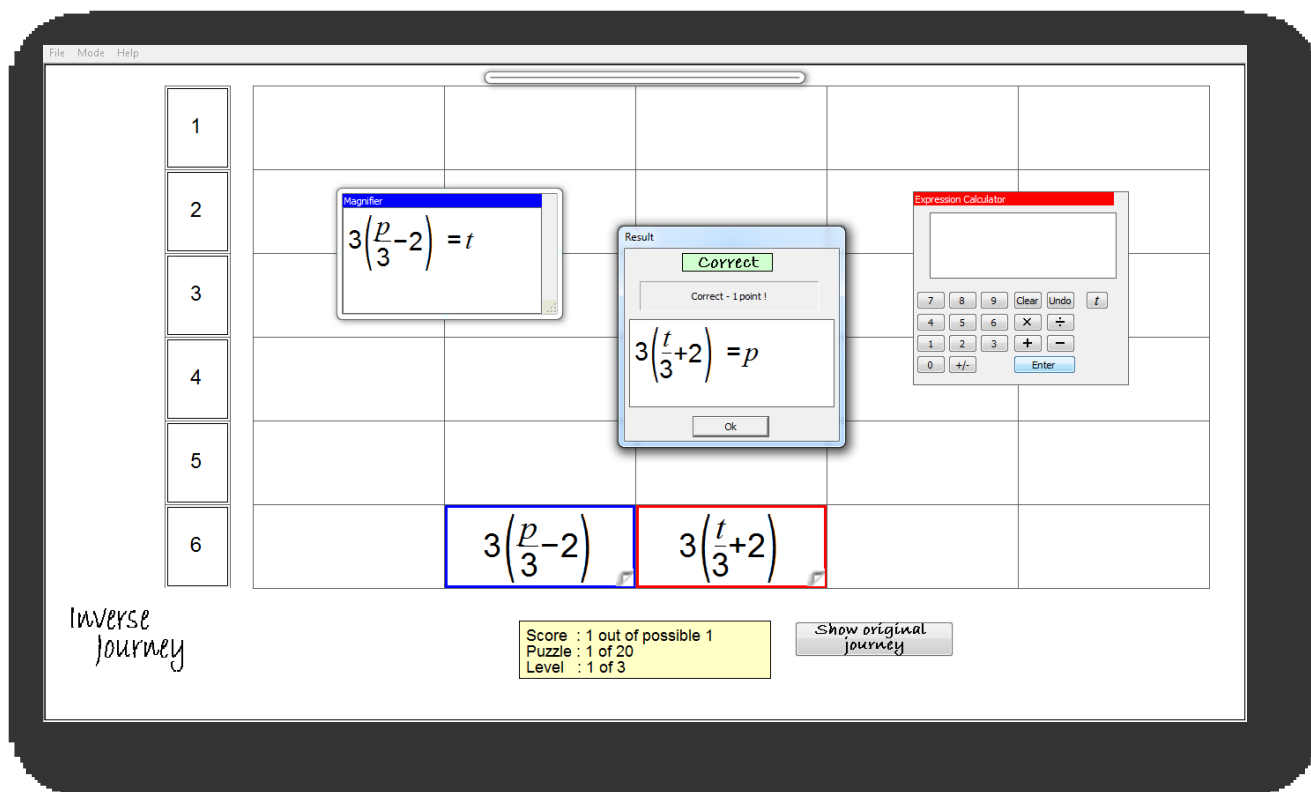 File Mode Help
1
2
3
4
5
6
Magnifier
3(p/3−2) = t
Result
Correct
Correct - 1 point !
3(t/3+2) = p
Ok
Expression Calculator
7 8 9 Clear Undo t
4 5 6 × ÷
1 2 3 + −
0 +/- Enter
3(p/3−2)
3(t/3+2)
Inverse
Journey
Score : 1 out of possible 1
Puzzle : 1 of 20
Level : 1 of 3
Show original
journey